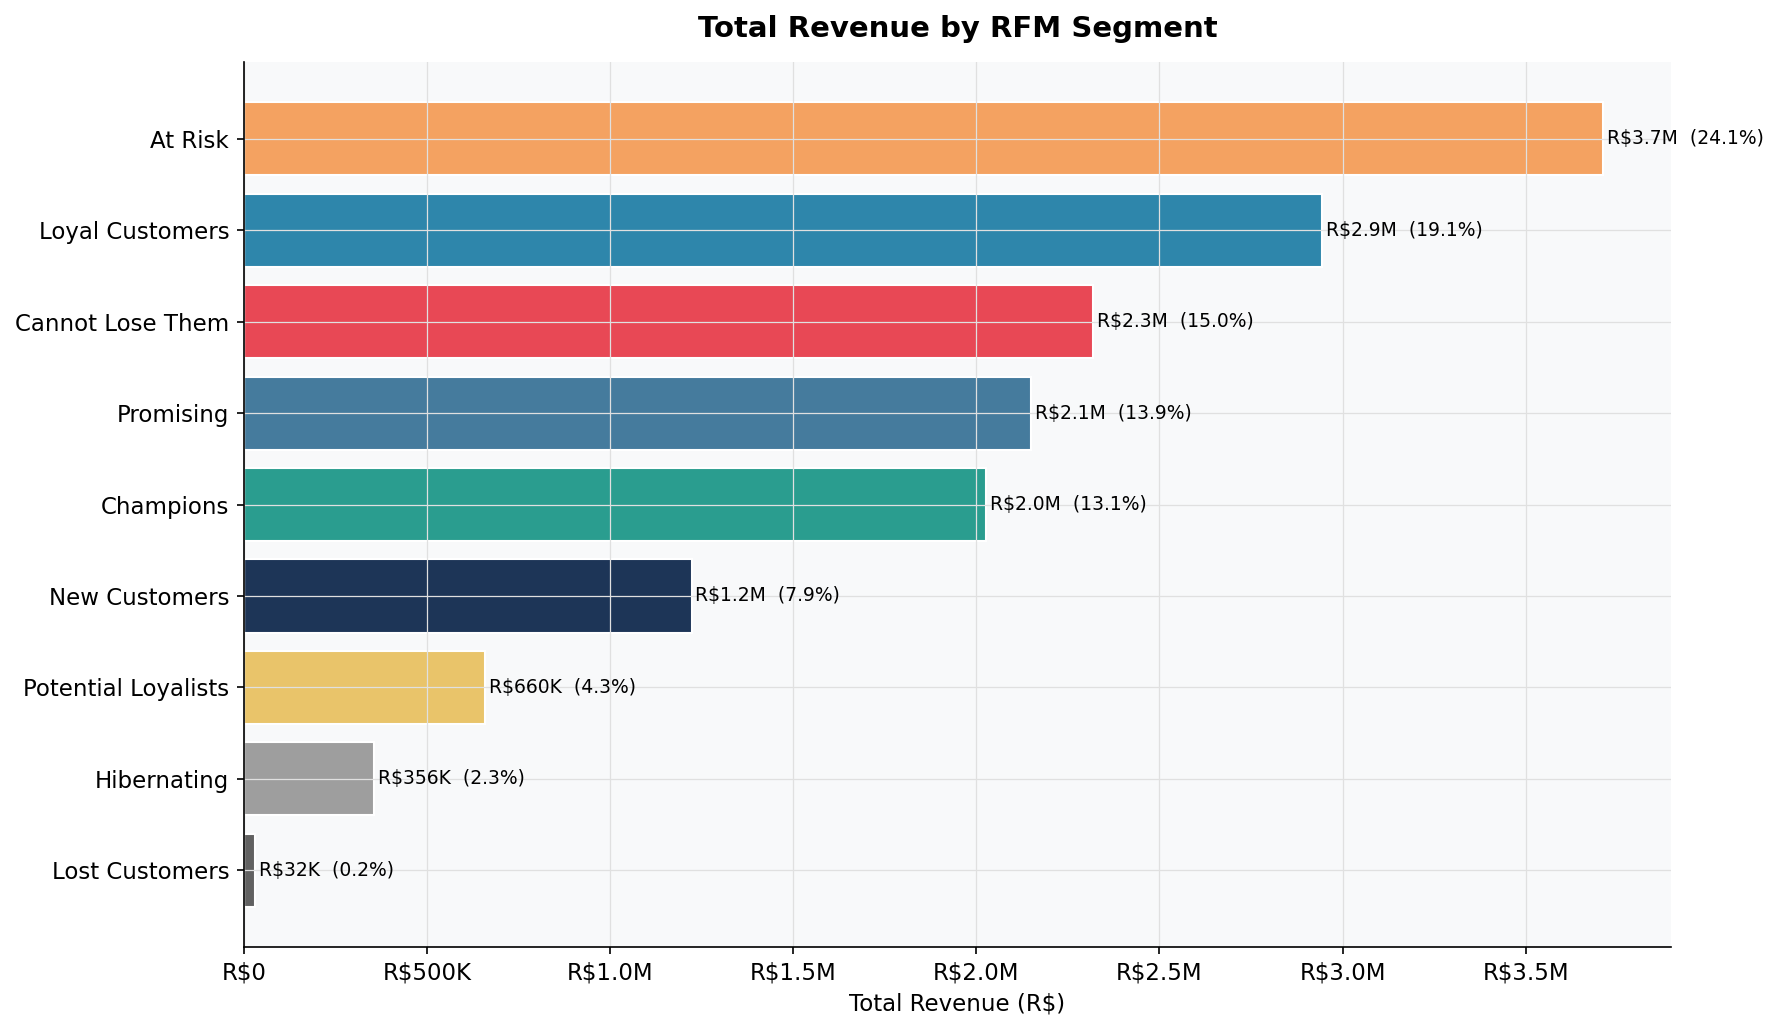 Total Revenue by RFM Segment
At Risk
R$3.7M (24.1%)
Loyal Customers
R$2.9M (19.1%)
Cannot Lose Them
R$2.3M (15.0%)
Promising
R$2.1M (13.9%)
Champions
R$2.0M (13.1%)
New Customers
R$1.2M (7.9%)
Potential Loyalists
R$660K (4.3%)
Hibernating
R$356K (2.3%)
Lost Customers
R$32K (0.2%)
R$0 R$500K R$1.0M R$1.5M R$2.0M R$2.5M R$3.0M R$3.5M
Total Revenue (R$)